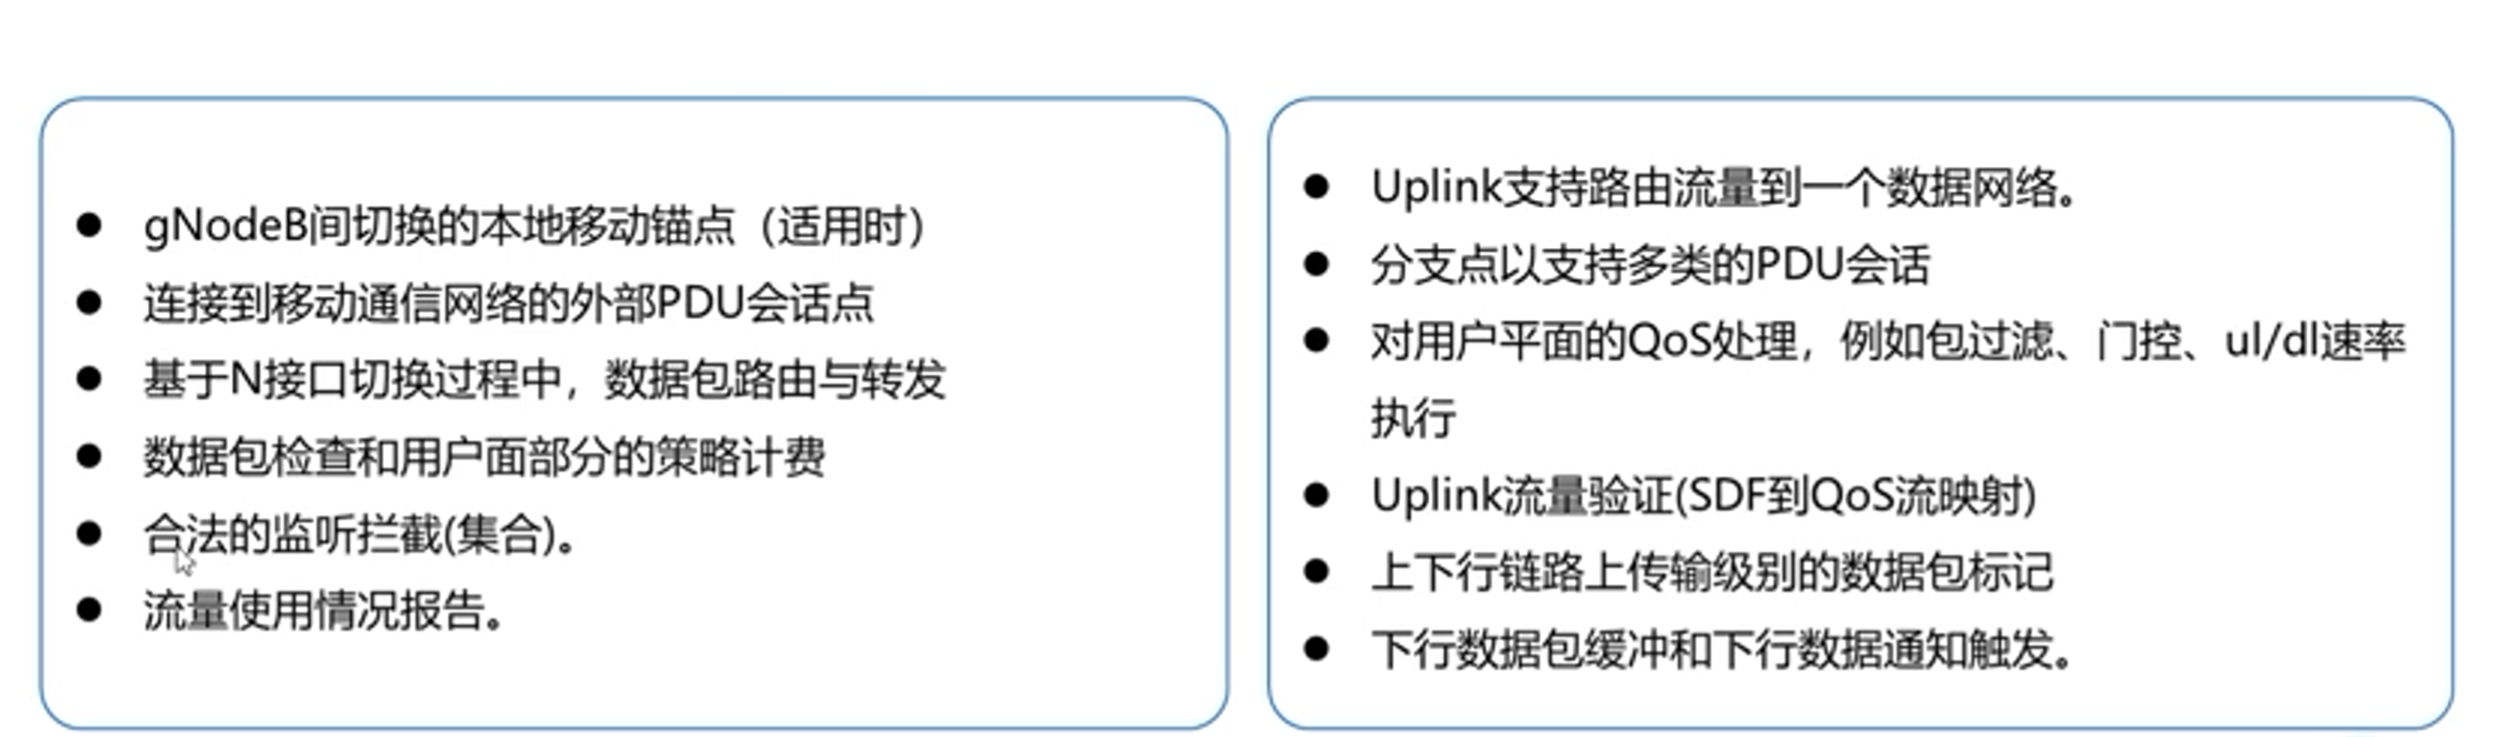 ● gNodeB间切换的本地移动锚点（适用时）
● 连接到移动通信网络的外部PDU会话点
● 基于N接口切换过程中，数据包路由与转发
● 数据包检查和用户面部分的策略计费
● 合法的监听拦截(集合)。
● 流量使用情况报告。
● Uplink支持路由流量到一个数据网络。
● 分支点以支持多类的PDU会话
● 对用户平面的QoS处理，例如包过滤、门控、ul/dl速率
执行
● Uplink流量验证(SDF到QoS流映射)
● 上下行链路上传输级别的数据包标记
● 下行数据包缓冲和下行数据通知触发。